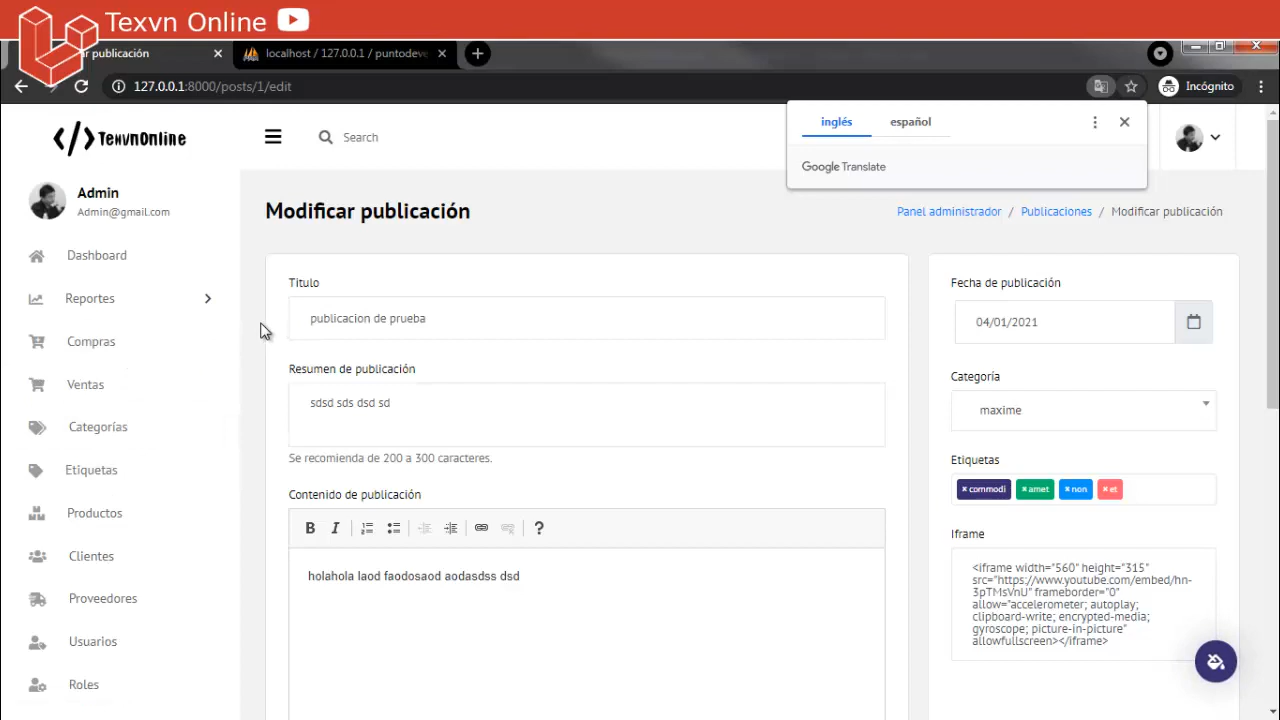 Texvn Online
r publicación
localhost / 127.0.0.1 / puntodeve
127.0.0.1:8000/posts/1/edit
Incógnito
inglés
español
Google Translate
TexvnOnline
Search
Admin
Admin@gmail.com
Dashboard
Reportes
Compras
Ventas
Categorías
Etiquetas
Productos
Clientes
Proveedores
Usuarios
Roles
Modificar publicación
Panel administrador / Publicaciones / Modificar publicación
Titulo
publicacion de prueba
Resumen de publicación
sdsd sds dsd sd
Se recomienda de 200 a 300 caracteres.
Contenido de publicación
B I ?
holahola laod faodosaod aodasdss dsd
Fecha de publicación
04/01/2021
Categoría
maxime
Etiquetas
× commodi × amet × non × et
Iframe
<iframe width="560" height="315"
src="https://www.youtube.com/embed/hn-
3pTMsVnU" frameborder="0"
allow="accelerometer; autoplay;
clipboard-write; encrypted-media;
gyroscope; picture-in-picture"
allowfullscreen></iframe>